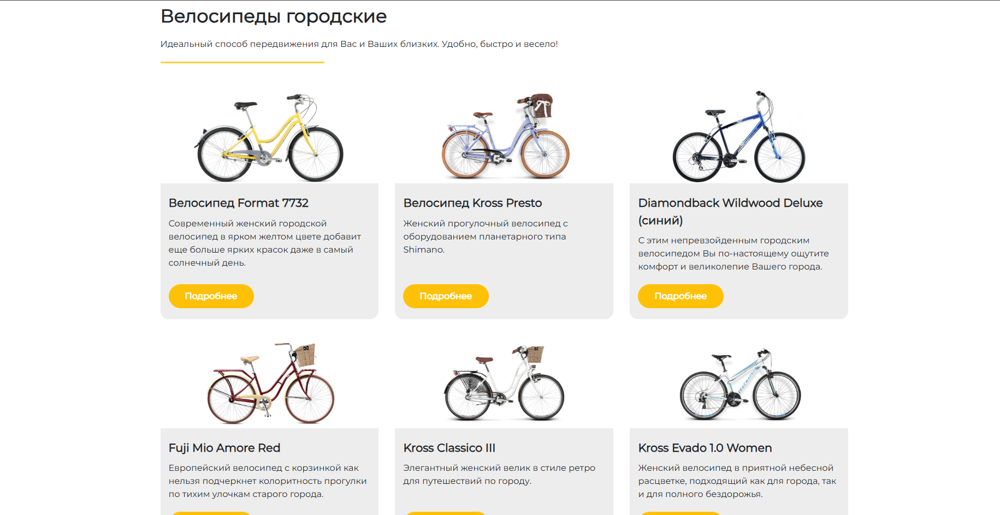 Велосипеды городские
Идеальный способ передвижения для Вас и Ваших близких. Удобно, быстро и весело!
Велосипед Format 7732
Современный женский городской
велосипед в ярком желтом цвете добавит
еще больше ярких красок даже в самый
солнечный день.
Подробнее
Велосипед Kross Presto
Женский прогулочный велосипед с
оборудованием планетарного типа
Shimano.
Подробнее
Diamondback Wildwood Deluxe
(синий)
С этим непревзойденным городским
велосипедом Вы по-настоящему ощутите
комфорт и великолепие Вашего города.
Подробнее
Fuji Mio Amore Red
Европейский велосипед с корзинкой как
нельзя подчеркнет колоритность прогулки
по тихим улочкам старого города.
Kross Classico III
Элегантный женский велик в стиле ретро
для путешествий по городу.
Kross Evado 1.0 Women
Женский велосипед в приятной небесной
расцветке, подходящий как для города, так
и для полного бездорожья.